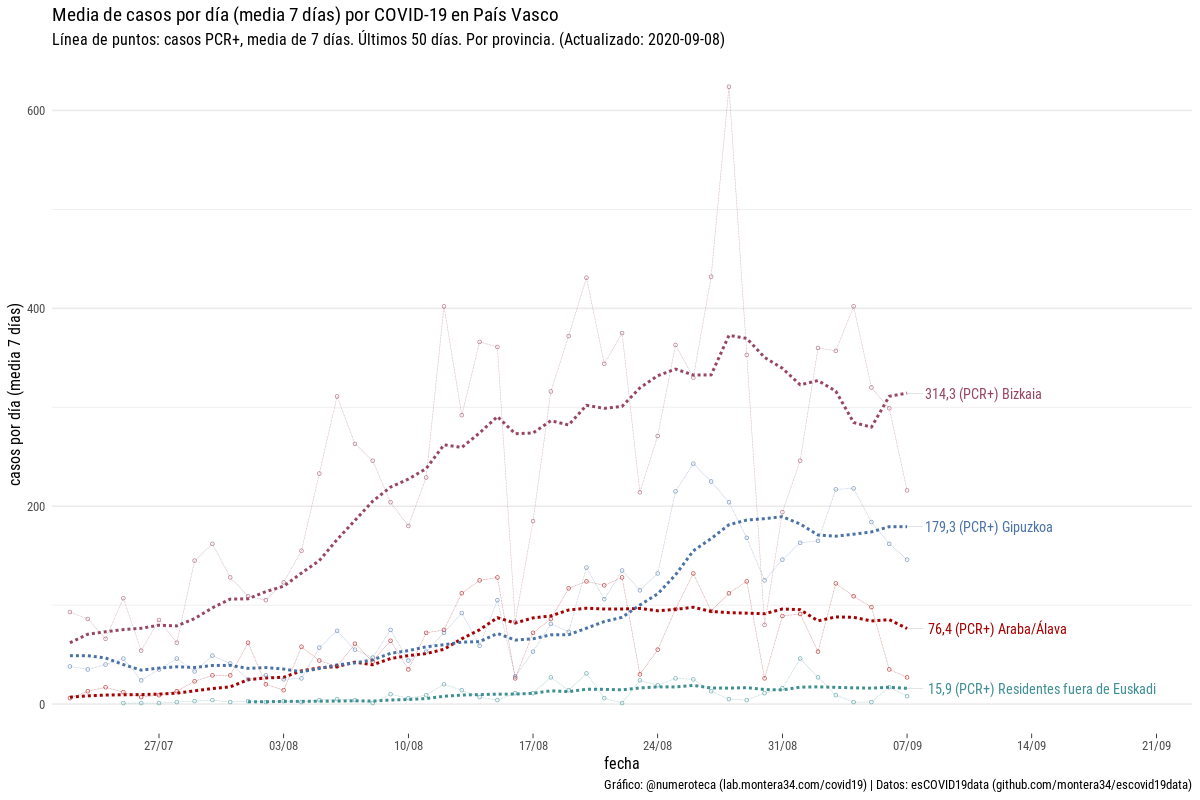 Media de casos por día (media 7 días) por COVID-19 en País Vasco
Línea de puntos: casos PCR+, media de 7 días. Últimos 50 días. Por provincia. (Actualizado: 2020-09-08)
casos por día (media 7 días)
600
400
200
0
314,3 (PCR+) Bizkaia
179,3 (PCR+) Gipuzkoa
76,4 (PCR+) Araba/Álava
15,9 (PCR+) Residentes fuera de Euskadi
27/07 03/08 10/08 17/08 24/08 31/08 07/09 14/09 21/09
fecha
Gráfico: @numeroteca (lab.montera34.com/covid19) | Datos: esCOVID19data (github.com/montera34/escovid19data)